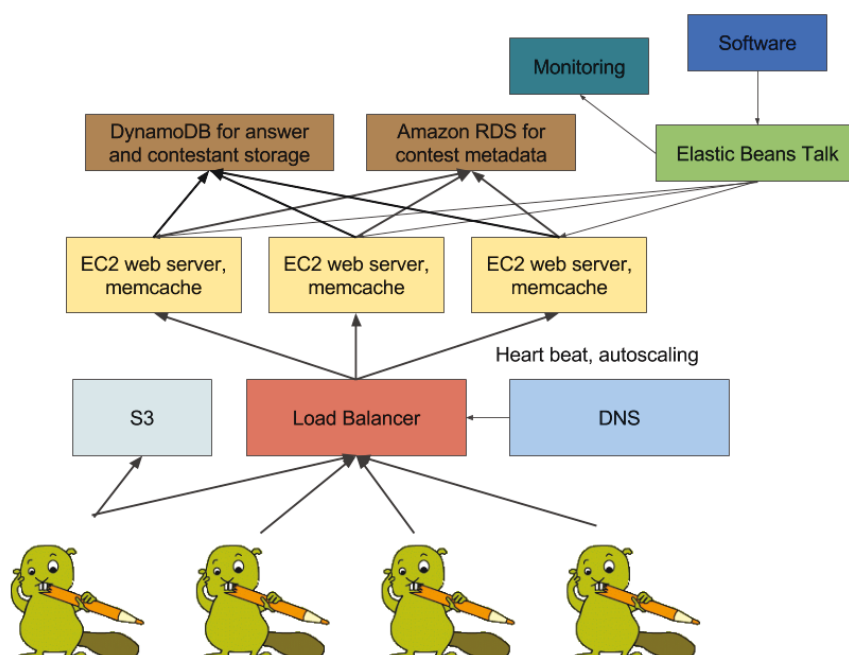 Software
Monitoring
DynamoDB for answer
and contestant storage
Amazon RDS for
contest metadata
Elastic Beans Talk
EC2 web server,
memcache
EC2 web server,
memcache
EC2 web server,
memcache
Heart beat, autoscaling
S3
Load Balancer
DNS